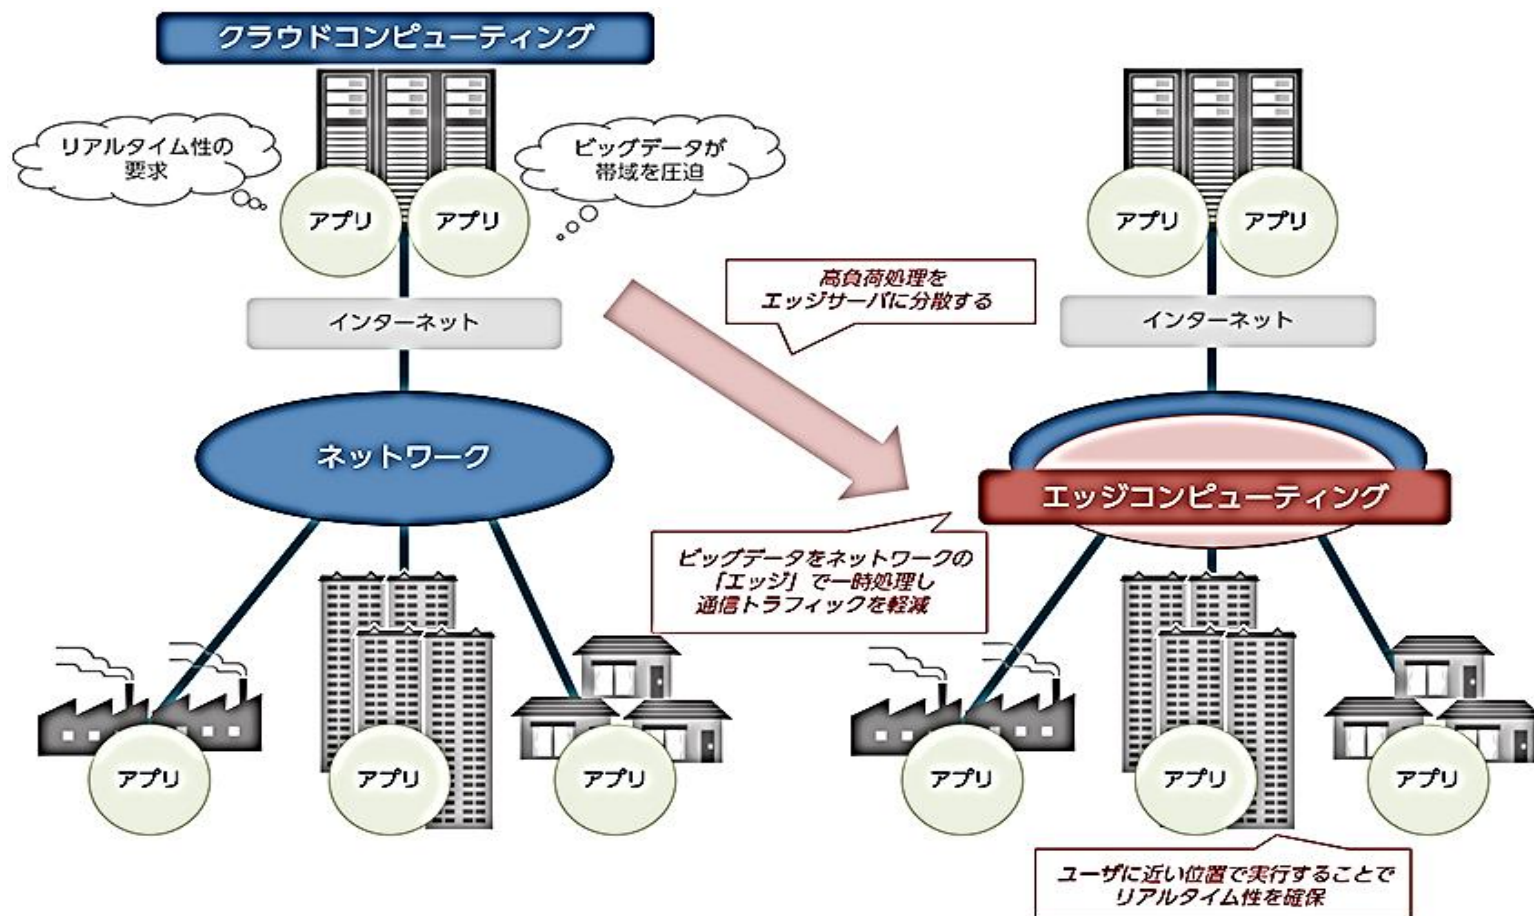 クラウドコンピューティング
リアルタイム性の
要求
ビッグデータが
帯域を圧迫
アプリ
アプリ
インターネット
ネットワーク
アプリ
アプリ
アプリ
高負荷処理を
エッジサーバに分散する
ビッグデータをネットワークの
「エッジ」で一時処理し
通信トラフィックを軽減
アプリ
アプリ
インターネット
エッジコンピューティング
アプリ
アプリ
アプリ
ユーザに近い位置で実行することで
リアルタイム性を確保